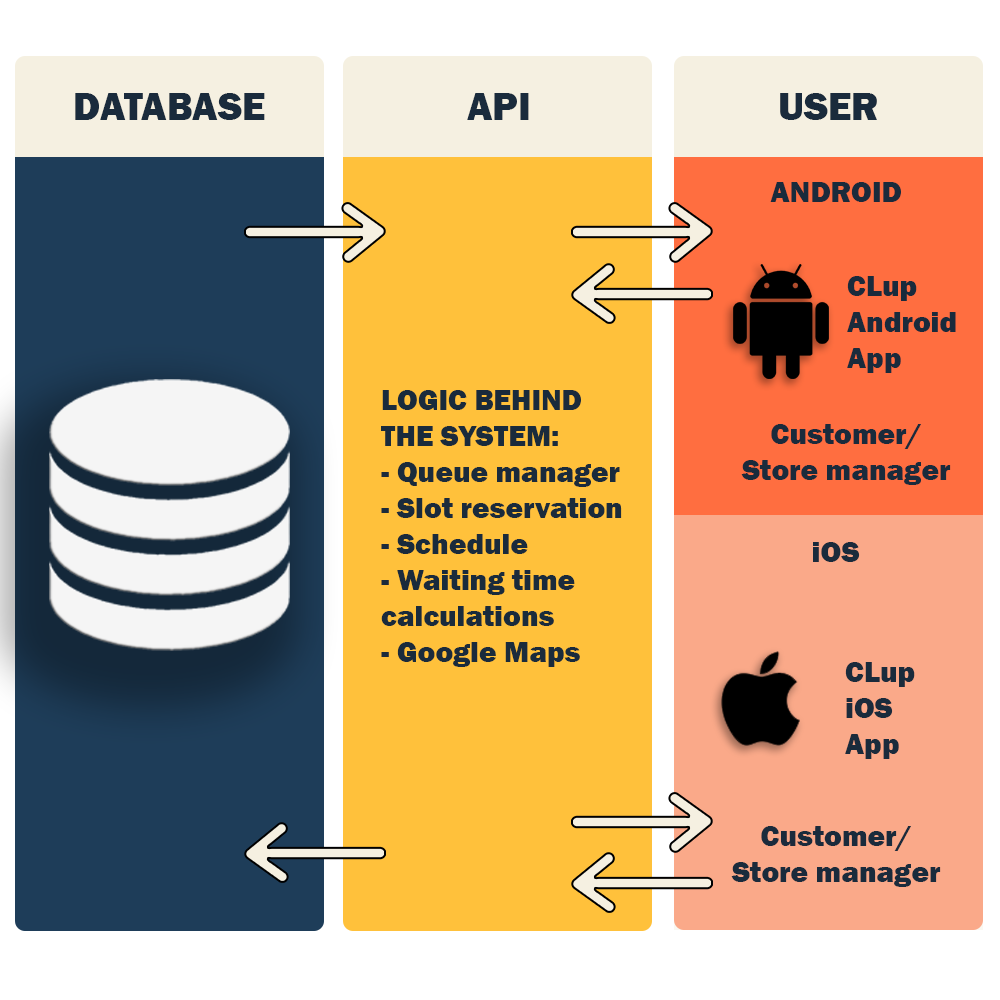 DATABASE
API
LOGIC BEHIND
THE SYSTEM:
- Queue manager
- Slot reservation
- Schedule
- Waiting time
calculations
- Google Maps
USER
ANDROID
CLup
Android
App
Customer/
Store manager
iOS
CLup
iOS
App
Customer/
Store manager